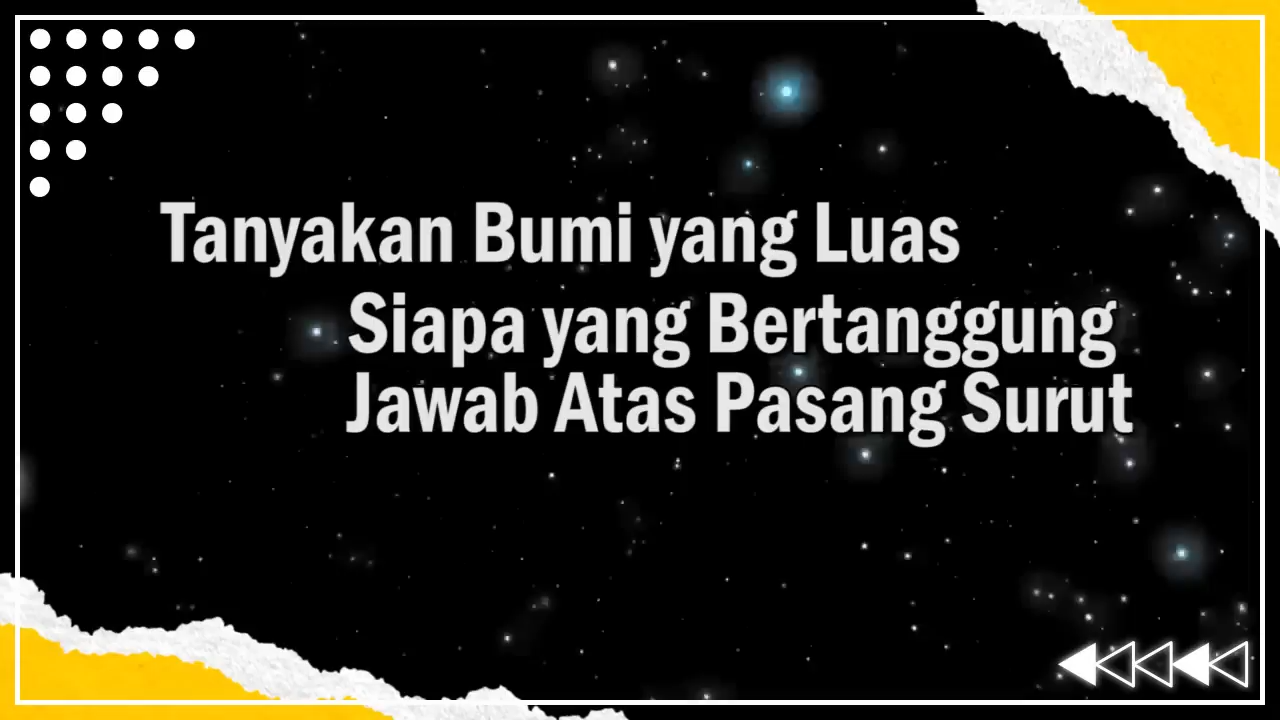 Tanyakan Bumi yang Luas
Siapa yang Bertanggung
Jawab Atas Pasang Surut